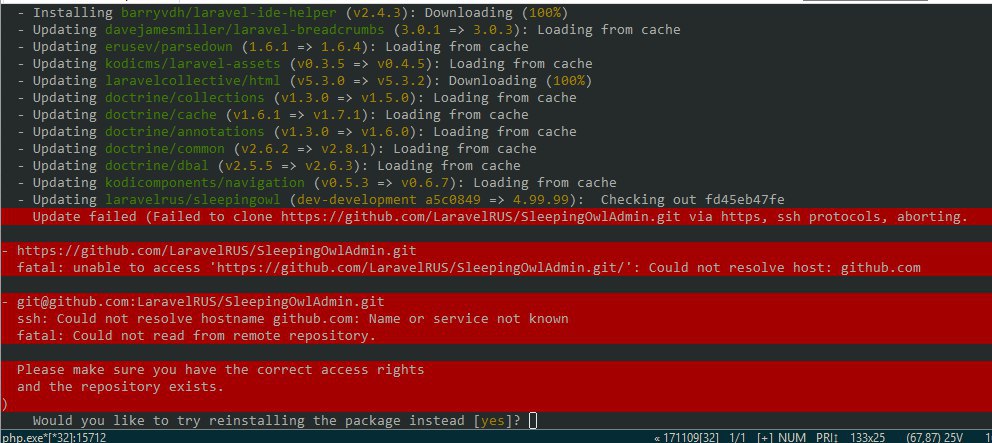 - Installing barryvdh/laravel-ide-helper (v2.4.3): Downloading (100%)
- Updating davejamesmiller/laravel-breadcrumbs (3.0.1 => 3.0.3): Loading from cache
- Updating erusev/parsedown (1.6.1 => 1.6.4): Loading from cache
- Updating kodicms/laravel-assets (v0.3.5 => v0.4.5): Loading from cache
- Updating laravelcollective/html (v5.3.0 => v5.3.2): Downloading (100%)
- Updating doctrine/collections (v1.3.0 => v1.5.0): Loading from cache
- Updating doctrine/cache (v1.6.1 => v1.7.1): Loading from cache
- Updating doctrine/annotations (v1.3.0 => v1.6.0): Loading from cache
- Updating doctrine/common (v2.6.2 => v2.8.1): Loading from cache
- Updating doctrine/dbal (v2.5.5 => v2.6.3): Loading from cache
- Updating kodicomponents/navigation (v0.5.3 => v0.6.7): Loading from cache
- Updating laravelrus/sleepingowl (dev-development a5c0849 => 4.99.99):  Checking out fd45eb47fe
Update failed (Failed to clone https://github.com/LaravelRUS/SleepingOwlAdmin.git via https, ssh protocols, aborting.
- https://github.com/LaravelRUS/SleepingOwlAdmin.git
fatal: unable to access 'https://github.com/LaravelRUS/SleepingOwlAdmin.git/': Could not resolve host: github.com
- git@github.com:LaravelRUS/SleepingOwlAdmin.git
ssh: Could not resolve hostname github.com: Name or service not known
fatal: Could not read from remote repository.
Please make sure you have the correct access rights
and the repository exists.
)
Would you like to try reinstalling the package instead [yes]?
php.exe*[*32]:15712 « 171109[32] 1/1 [+] NUM PRI↕ 133x25 (67,87) 25V 1